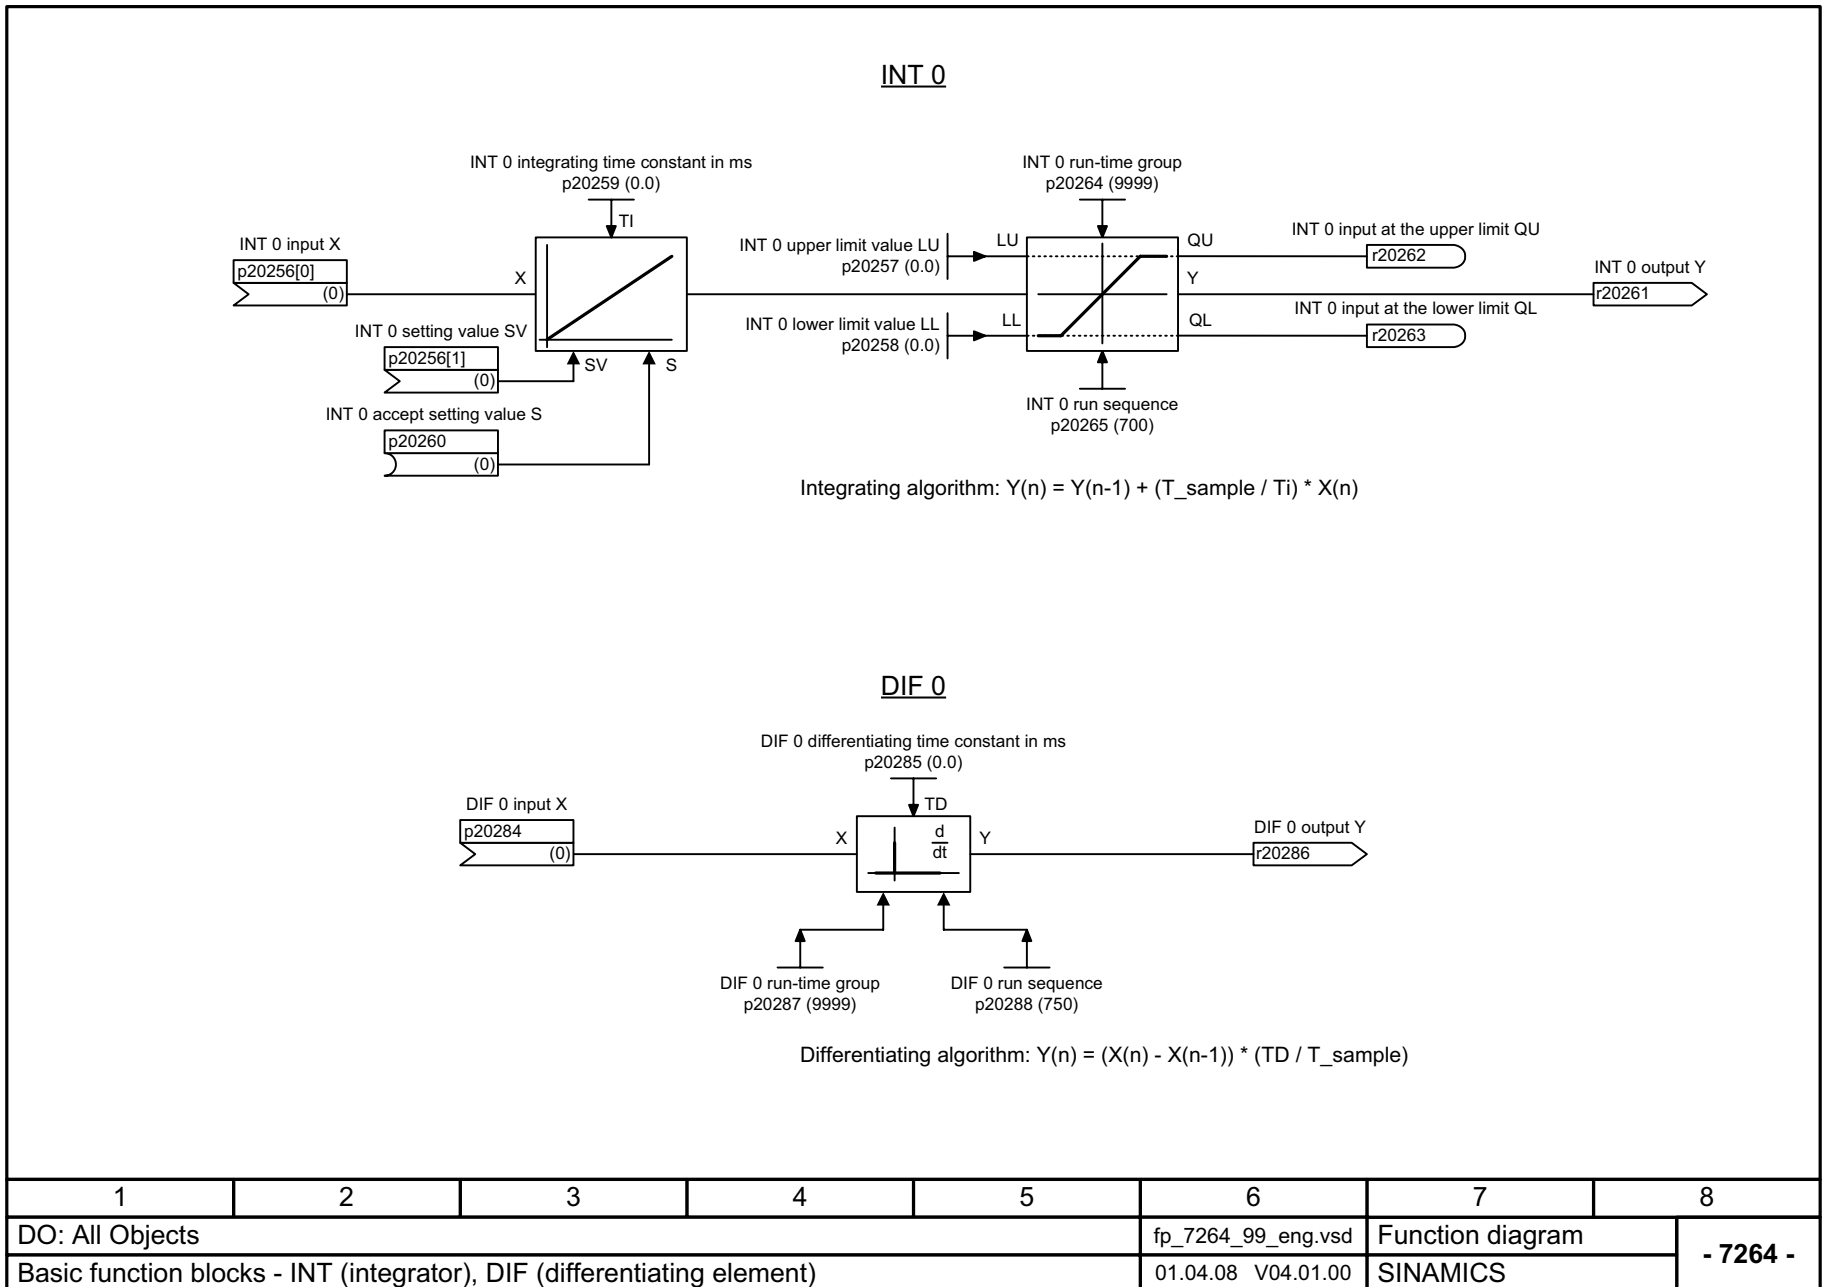 INT 0
INT 0 integrating time constant in ms
p20259 (0.0)
TI
INT 0 run-time group
p20264 (9999)
INT 0 input X
p20256[0]
(0)
X
INT 0 upper limit value LU
p20257 (0.0)
LU
QU
INT 0 input at the upper limit QU
r20262
Y
INT 0 output Y
r20261
INT 0 setting value SV
p20256[1]
(0)
SV
S
INT 0 lower limit value LL
p20258 (0.0)
LL
QL
INT 0 input at the lower limit QL
r20263
INT 0 accept setting value S
p20260
(0)
INT 0 run sequence
p20265 (700)
Integrating algorithm: Y(n) = Y(n-1) + (T_sample / Ti) * X(n)
DIF 0
DIF 0 differentiating time constant in ms
p20285 (0.0)
TD
DIF 0 input X
p20284
(0)
X
d
dt
Y
DIF 0 output Y
r20286
DIF 0 run-time group
p20287 (9999)
DIF 0 run sequence
p20288 (750)
Differentiating algorithm: Y(n) = (X(n) - X(n-1)) * (TD / T_sample)
1 2 3 4 5 6 7 8
DO: All Objects fp_7264_99_eng.vsd Function diagram
- 7264 -
Basic function blocks - INT (integrator), DIF (differentiating element) 01.04.08 V04.01.00 SINAMICS